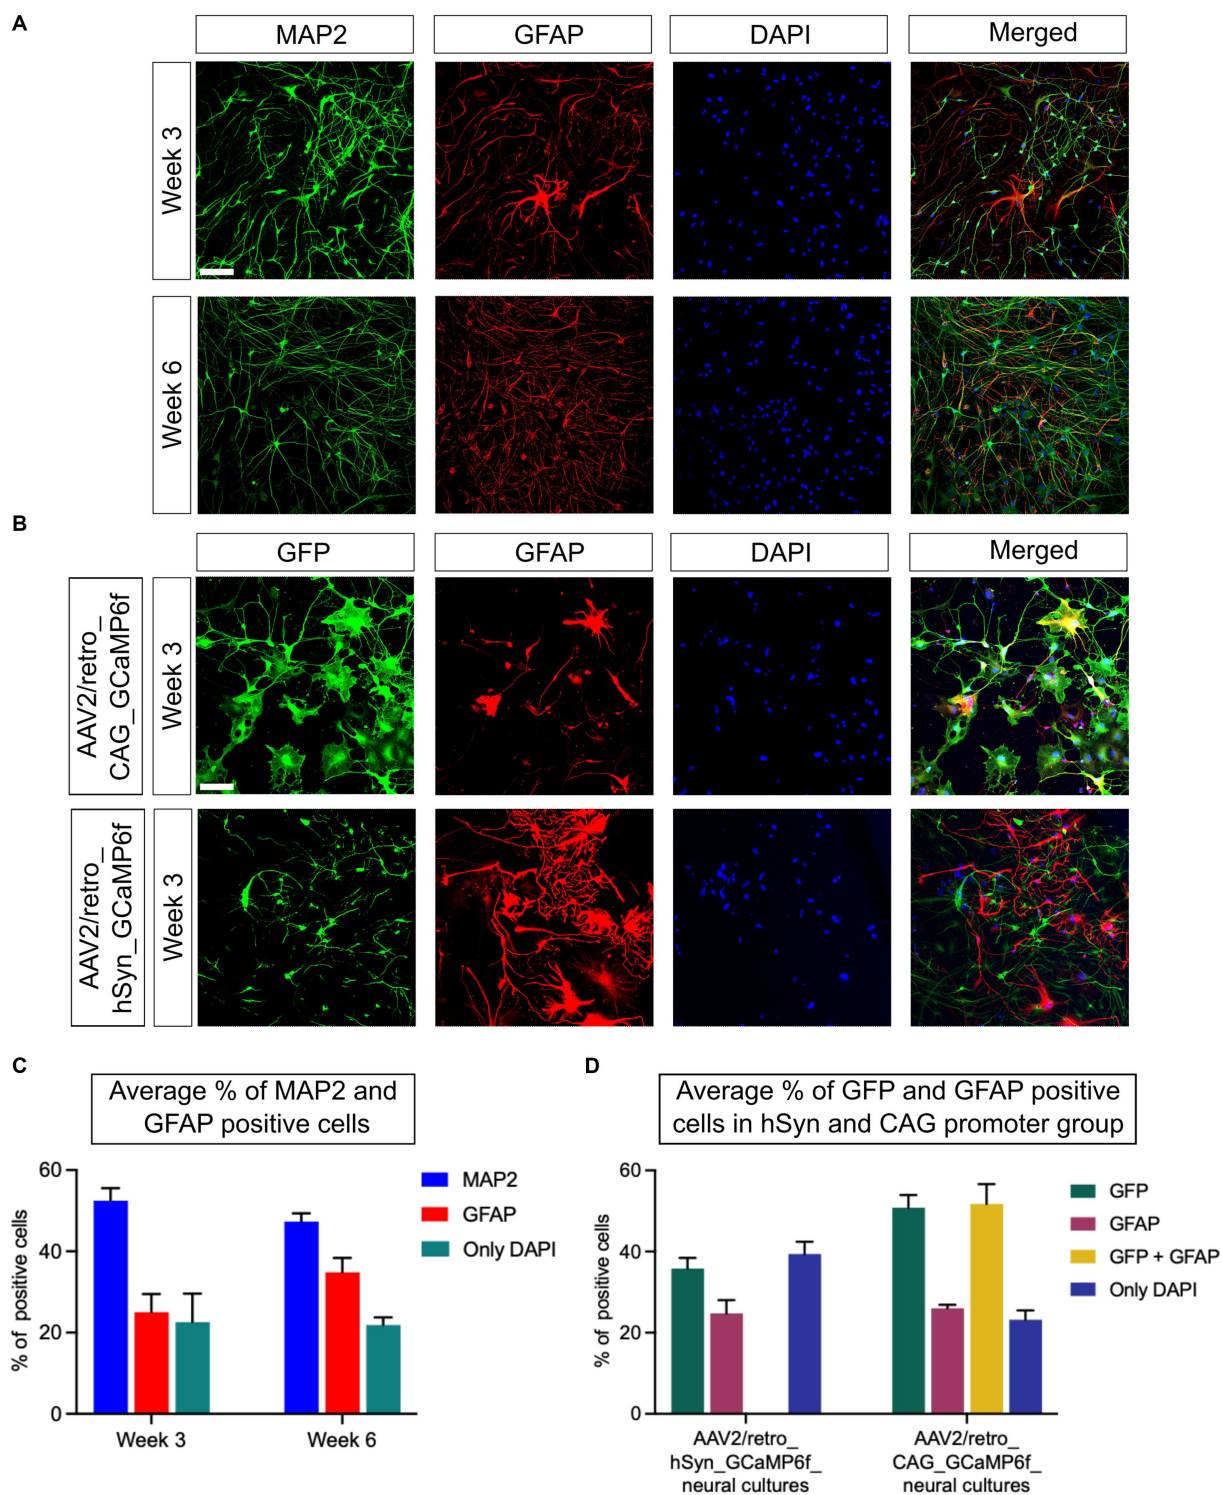 A
MAP2
GFAP
DAPI
Merged
Week 3
Week 6
B
GFP
GFAP
DAPI
Merged
AAV2/retro_
CAG_GCaMP6f
Week 3
AAV2/retro_
hSyn_GCaMP6f
Week 3
C
Average % of MAP2 and
GFAP positive cells
60
40
20
0
% of positive cells
MAP2
GFAP
Only DAPI
Week 3
Week 6
D
Average % of GFP and GFAP positive
cells in hSyn and CAG promoter group
60
40
20
0
% of positive cells
GFP
GFAP
GFP + GFAP
Only DAPI
AAV2/retro_
hSyn_GCaMP6f_
neural cultures
AAV2/retro_
CAG_GCaMP6f_
neural cultures